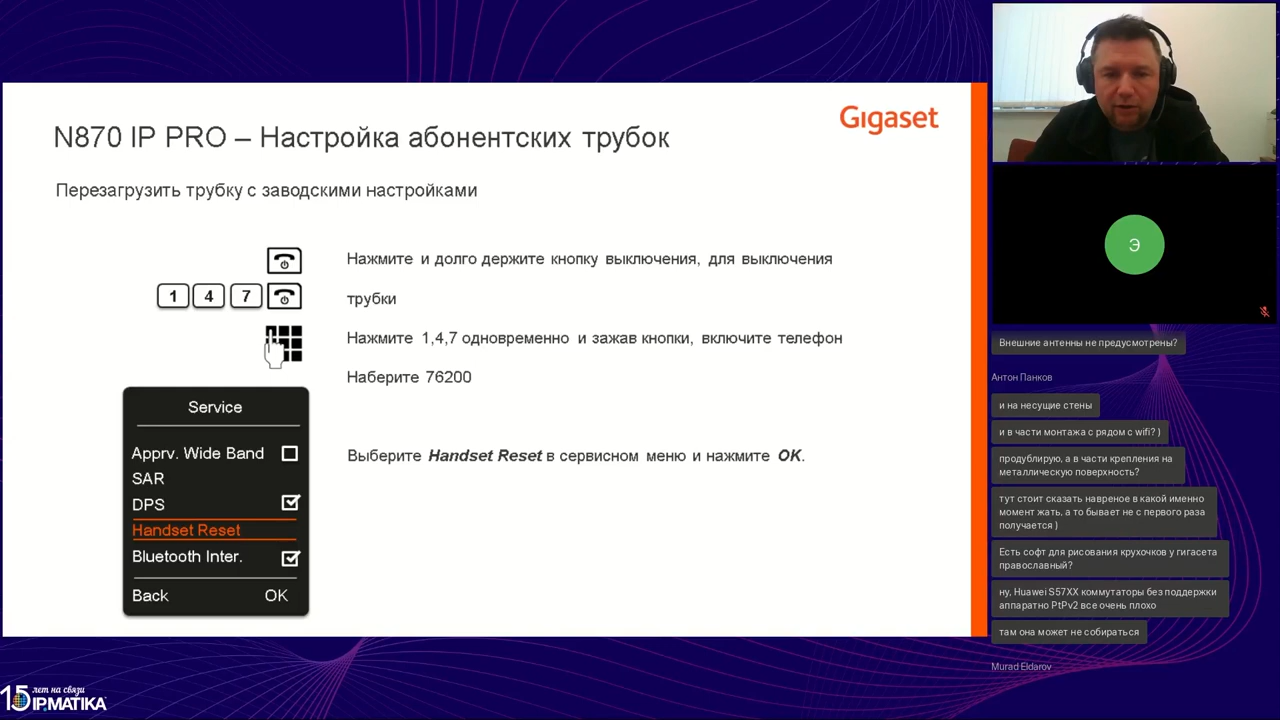 N870 IP PRO – Настройка абонентских трубок
Gigaset
Перезагрузить трубку с заводскими настройками
Нажмите и долго держите кнопку выключения, для выключения
трубки
1 4 7
Нажмите 1,4,7 одновременно и зажав кнопки, включите телефон
Наберите 76200
Выберите Handset Reset в сервисном меню и нажмите OK.
Service
Apprv. Wide Band
SAR
DPS
Handset Reset
Bluetooth Inter.
Back OK
15 лет на связи
IPMATIKA
Э
Внешние антенны не предусмотрены?
Антон Панков
и на несущие стены
и в части монтажа с рядом с wifi? )
продублирую, а в части крепления на
металлическую поверхность?
тут стоит сказать навреное в какой именно
момент жать, а то бывает не с первого раза
получается )
Есть софт для рисования крухочков у гигасета
православный?
ну, Huawei S57XX коммутаторы без поддержки
аппаратно PtPv2 все очень плохо
там она может не собираться
Murad Eldarov